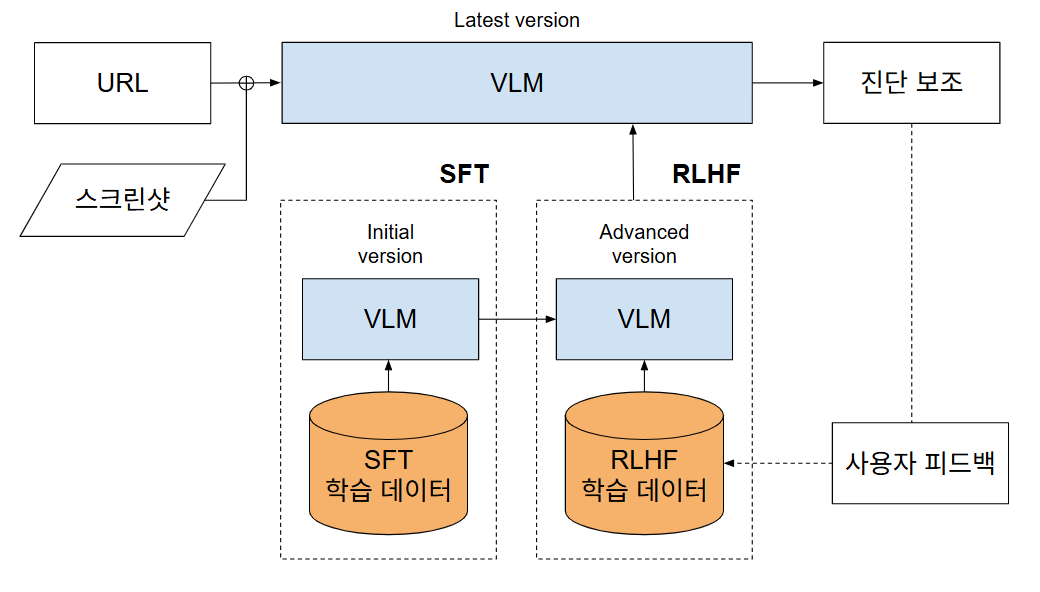 Latest version
URL
VLM
진단 보조
스크린샷
SFT
RLHF
Initial
version
Advanced
version
VLM
VLM
SFT
학습 데이터
RLHF
학습 데이터
사용자 피드백